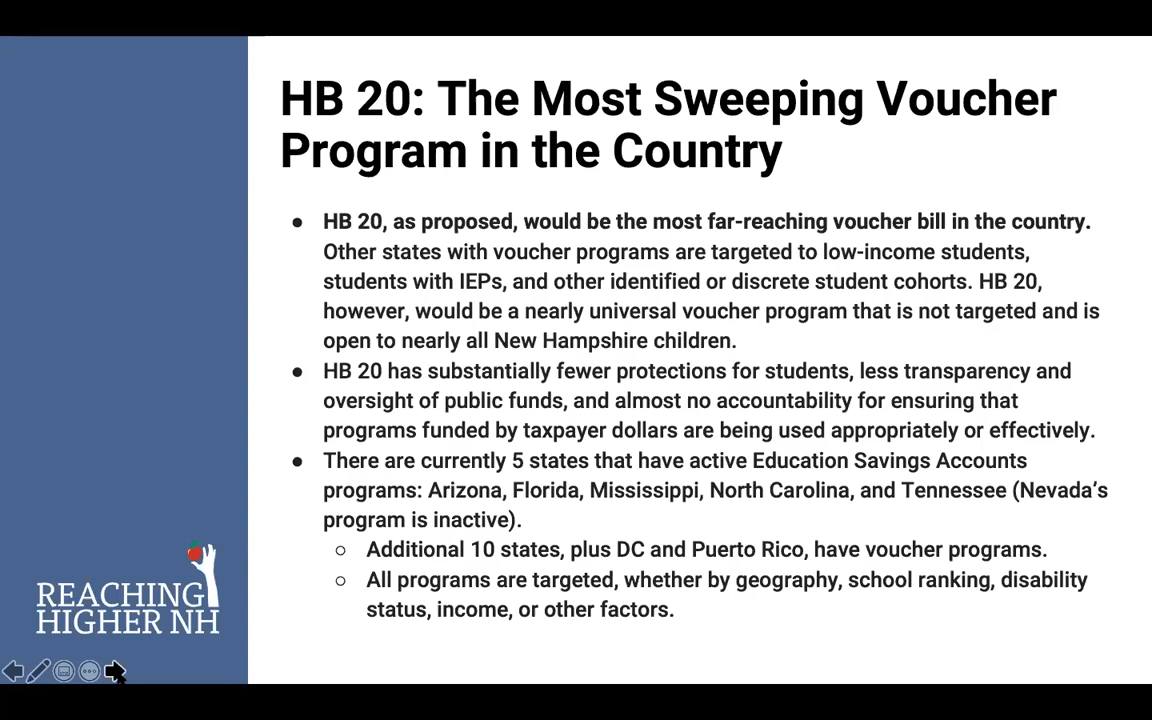 HB 20: The Most Sweeping Voucher
Program in the Country
● HB 20, as proposed, would be the most far-reaching voucher bill in the country.
Other states with voucher programs are targeted to low-income students,
students with IEPs, and other identified or discrete student cohorts. HB 20,
however, would be a nearly universal voucher program that is not targeted and is
open to nearly all New Hampshire children.
● HB 20 has substantially fewer protections for students, less transparency and
oversight of public funds, and almost no accountability for ensuring that
programs funded by taxpayer dollars are being used appropriately or effectively.
● There are currently 5 states that have active Education Savings Accounts
programs: Arizona, Florida, Mississippi, North Carolina, and Tennessee (Nevada’s
program is inactive).
○ Additional 10 states, plus DC and Puerto Rico, have voucher programs.
○ All programs are targeted, whether by geography, school ranking, disability
status, income, or other factors.
REACHING
HIGHER NH